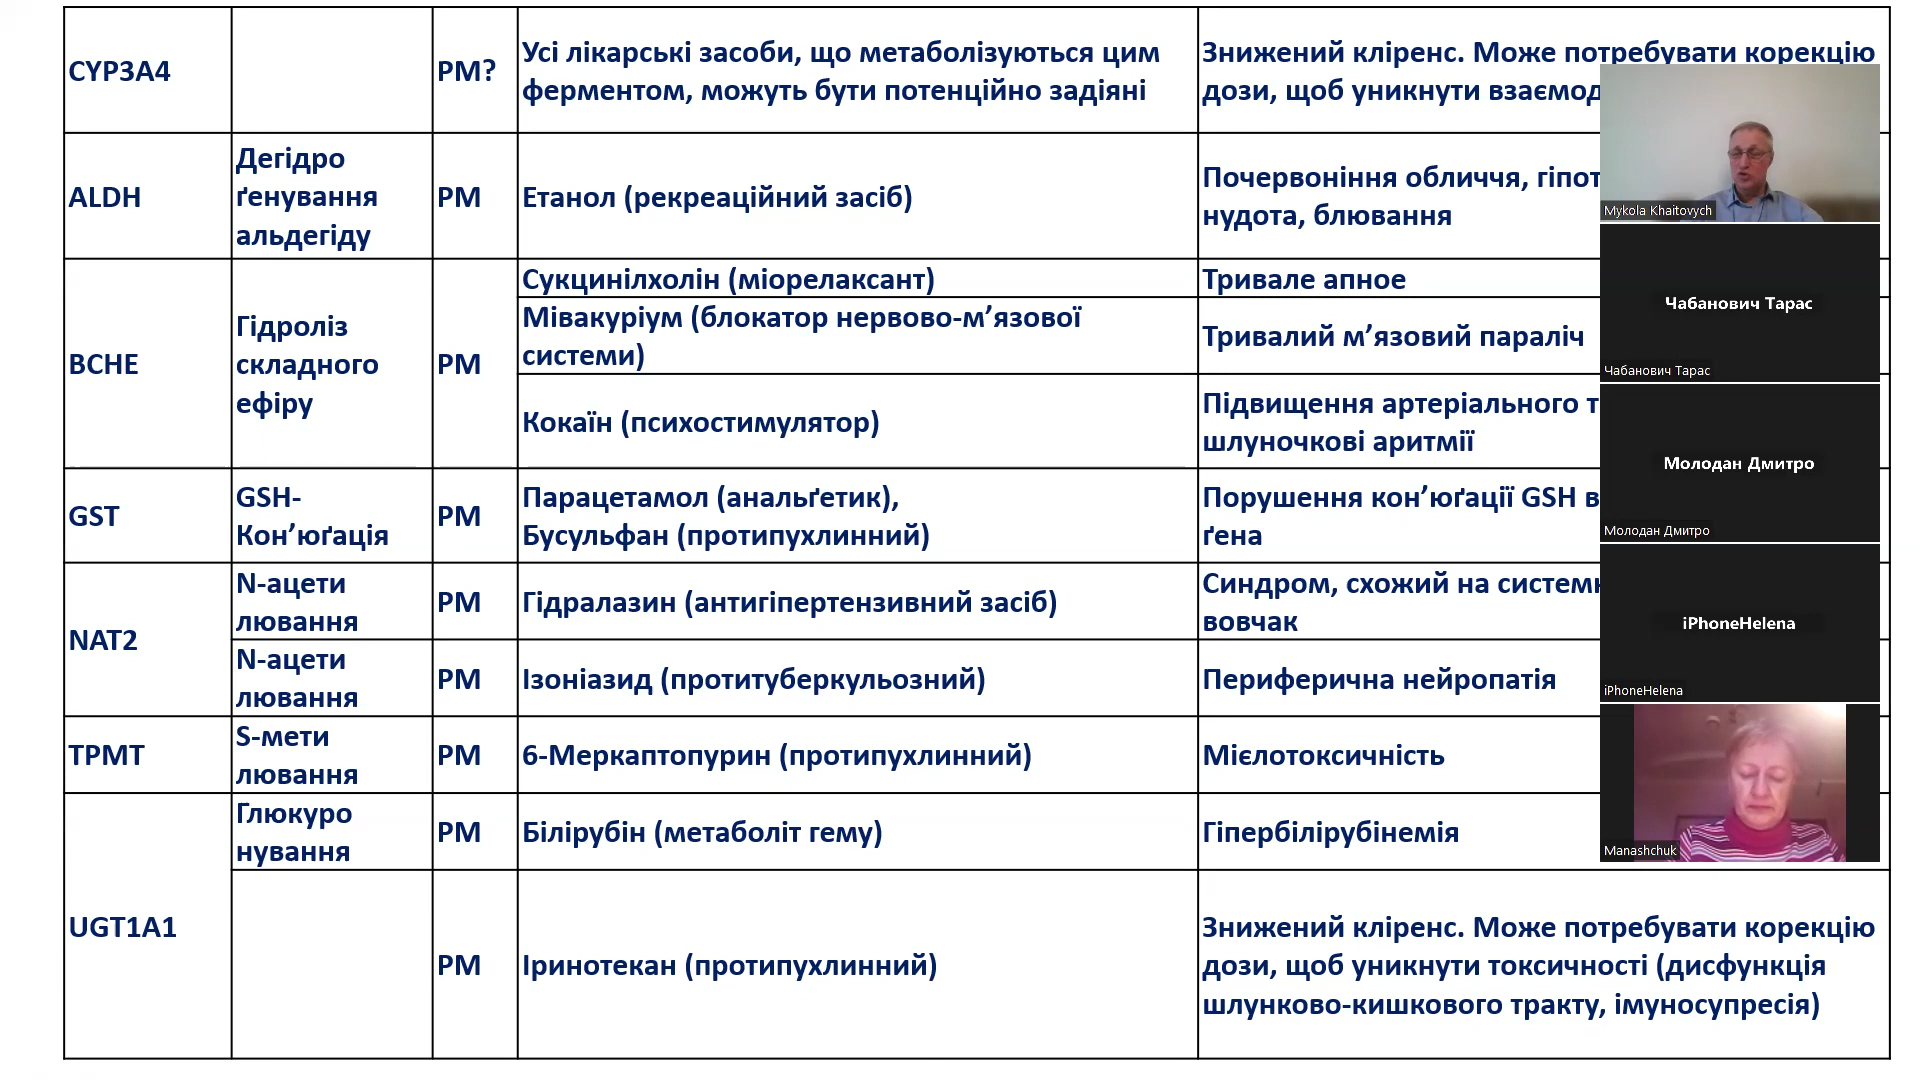 CYP3A4
PM?
Усі лікарські засоби, що метаболізуються цим
ферментом, можуть бути потенційно задіяні
Знижений кліренс. Може потребувати корекцію
дози, щоб уникнути
ALDH
Дегідро
ґенування
альдегіду
PM
Етанол (рекреаційний засіб)
Почервоніння обличчя,
нудота, блювання
BCHE
Гідроліз
складного
ефіру
PM
Сукцинілхолін (міорелаксант)
Тривале апное
Мівакуріум (блокатор нервово-м’язової
системи)
Тривалий м’язовий параліч
Кокаїн (психостимулятор)
Підвищення артеріального
шлуночкові аритмії
GST
GSH-
Кон’юґація
PM
Парацетамол (анальґетик),
Бусульфан (протипухлинний)
Порушення кон’юґації GSH
ґена
NAT2
N-ацети
лювання
PM
Гідралазин (антигіпертензивний засіб)
Синдром, схожий на
вовчак
N-ацети
лювання
PM
Ізоніазид (протитуберкульозний)
Периферична нейропатія
TPMT
S-мети
лювання
PM
6-Меркаптопурин (протипухлинний)
Мієлотоксичність
UGT1A1
Глюкуро
нування
PM
Білірубін (метаболіт гему)
Гіпербілірубінемія
PM
Іринотекан (протипухлинний)
Знижений кліренс. Може потребувати корекцію
дози, щоб уникнути токсичності (дисфункція
шлунково-кишкового тракту, імуносупресія)
Mykola Khaitovych
Чабанович Тарас
Чабанович Тарас
Молодан Дмитро
Молодан Дмитро
iPhoneHelena
iPhoneHelena
Manashchuk